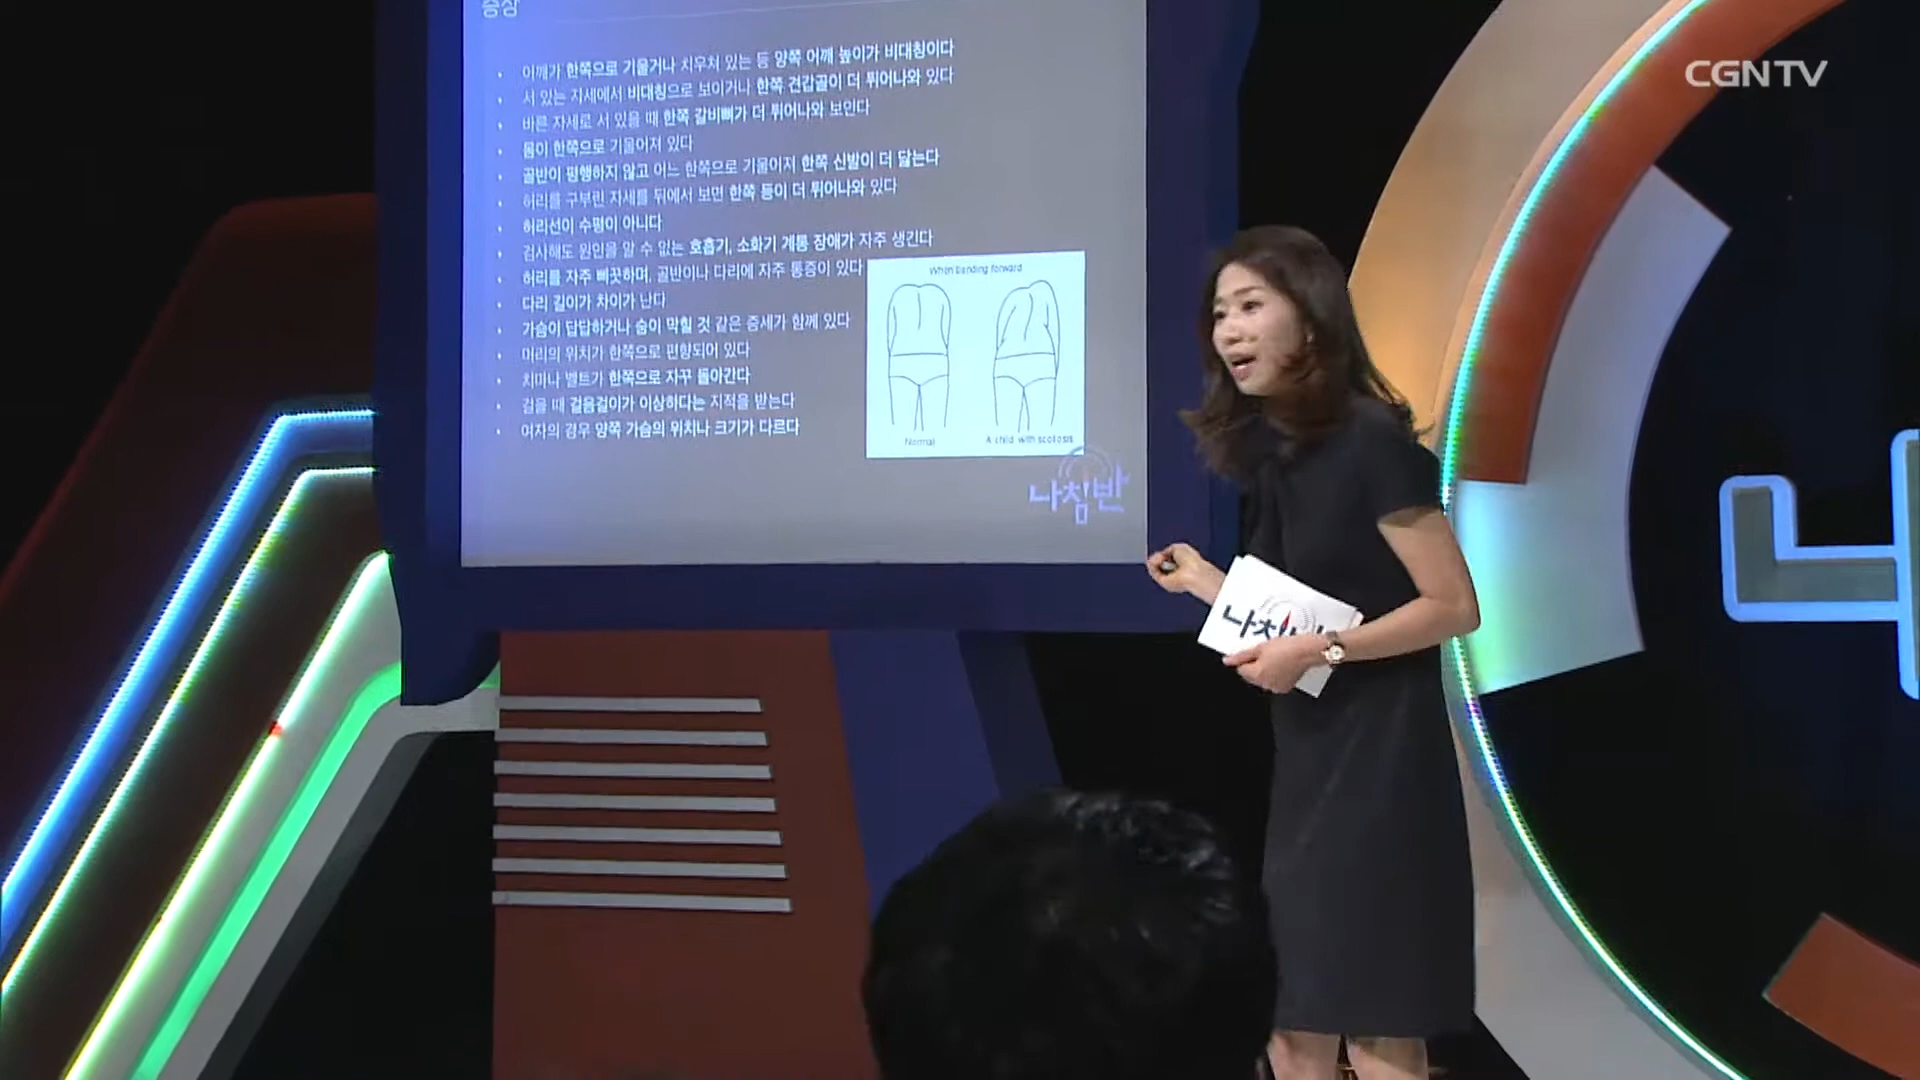 증상
어깨가 한쪽으로 기울거나 치우쳐 있는 등 양쪽 어깨 높이가 비대칭이다
서 있는 자세에서 비대칭으로 보이거나 한쪽 견갑골이 더 튀어나와 있다
바른 자세로 서 있을 때 한쪽 갈비뼈가 더 튀어나와 보인다
몸이 한쪽으로 기울어져 있다
골반이 평행하지 않고 어느 한쪽으로 기울어져 한쪽 신발이 더 닳는다
허리를 구부린 자세를 뒤에서 보면 한쪽 등이 더 튀어나와 있다
허리선이 수평이 아니다
검사해도 원인을 알 수 없는 호흡기, 소화기 계통 장애가 자주 생긴다
허리를 자주 삐끗하며, 골반이나 다리에 자주 통증이 있다
다리 길이가 차이가 난다
가슴이 답답하거나 숨이 막힐 것 같은 증세가 함께 있다
머리의 위치가 한쪽으로 편향되어 있다
치마나 벨트가 한쪽으로 자꾸 돌아간다
걸을 때 걸음걸이가 이상하다는 지적을 받는다
여자의 경우 양쪽 가슴의 위치나 크기가 다르다
When bending forward
Normal
A child with scoliosis
나침반
CGNTV
나침반